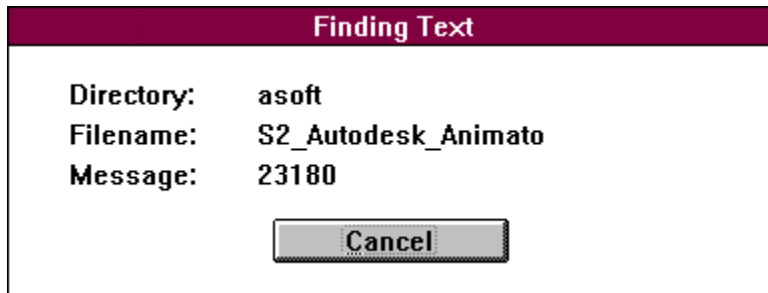 Finding Text
Directory: asoft
Filename: S2_Autodesk_Animato
Message: 23180
Cancel